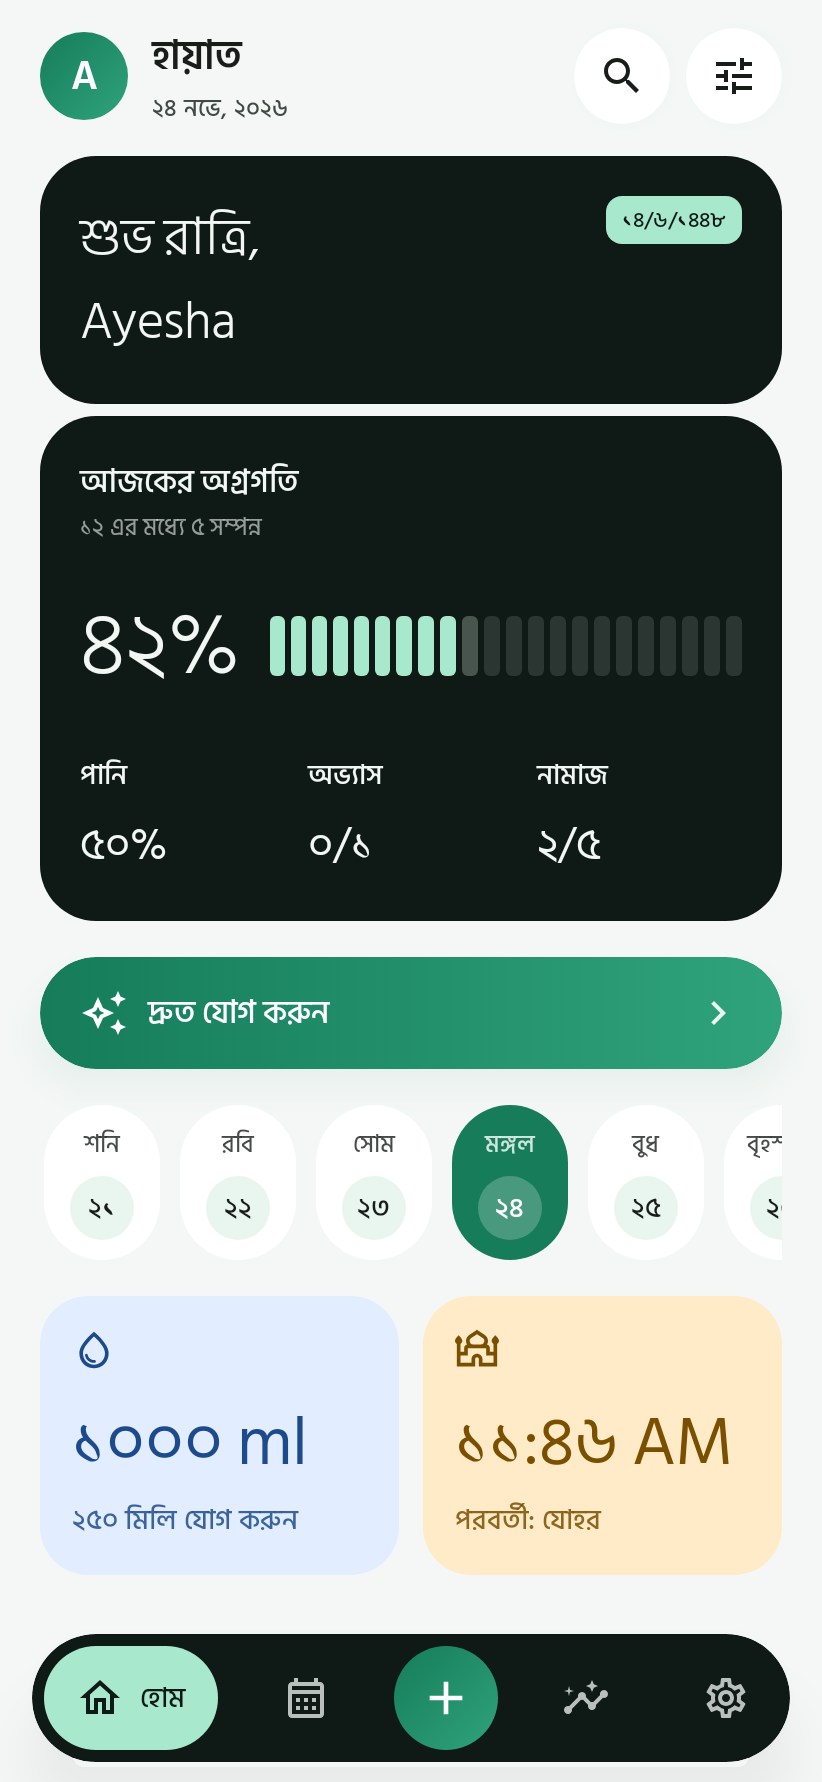 A
হায়াত
২৪ নভে, ২০২৬
শুভ রাত্রি,
১৪/৬/১৪৪৮
Ayesha
আজকের অগ্রগতি
১২ এর মধ্যে ৫ সম্পন্ন
৪২%
পানি অভ্যাস নামাজ
৫০% ০/১ ২/৫
দ্রুত যোগ করুন
শনি রবি সোম মঙ্গল বুধ
২১ ২২ ২৩ ২৪ ২৫
১০০০ ml
২৫০ মিলি যোগ করুন
১১:৪৬ AM
পরবর্তী: যোহর
হোম